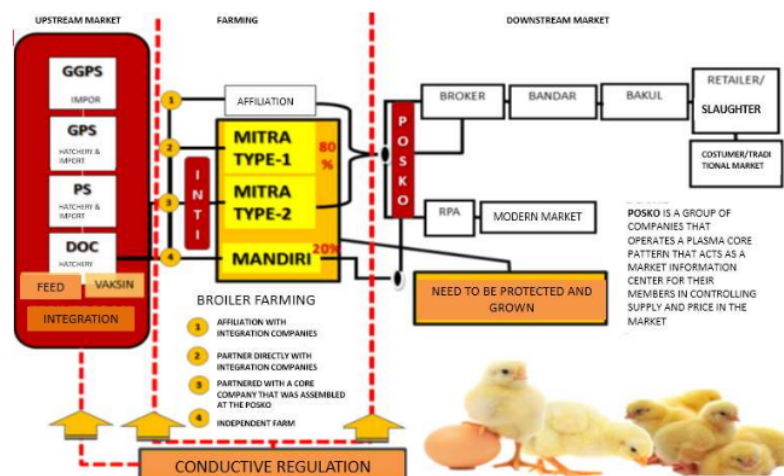 UPSTREAM MARKET
FARMING
DOWNSTREAM MARKET
GGPS
IMPOR
GPS
HATCHERY &
IMPORT
PS
HATCHERY &
IMPORT
DOC
HATCHERY
FEED
VAKSIN
INTEGRATION
1
AFFILIATION
2
MITRA
TYPE-1
80
%
3
INTI
MITRA
TYPE-2
4
MANDIRI
20%
POSKO
BROKER
BANDAR
BAKUL
RETAILER/
SLAUGHTER
COSTUMER/TRADI
TIONAL MARKET
RPA
MODERN MARKET
POSKO IS A GROUP OF
COMPANIES THAT
OPERATES A PLASMA CORE
PATTERN THAT ACTS AS A
MARKET INFORMATION
CENTER FOR THEIR
MEMBERS IN CONTROLLING
SUPPLY AND PRICE IN THE
MARKET
NEED TO BE PROTECTED AND
GROWN
BROILER FARMING
1 AFFILIATION WITH
INTEGRATION COMPANIES
2 PARTNER DIRECTLY WITH
INTEGRATION COMPANIES
3 PARTNERED WITH A CORE
COMPANY THAT WAS ASSEMBLED
AT THE POSKO
4 INDEPENDENT FARM
CONDUCTIVE REGULATION